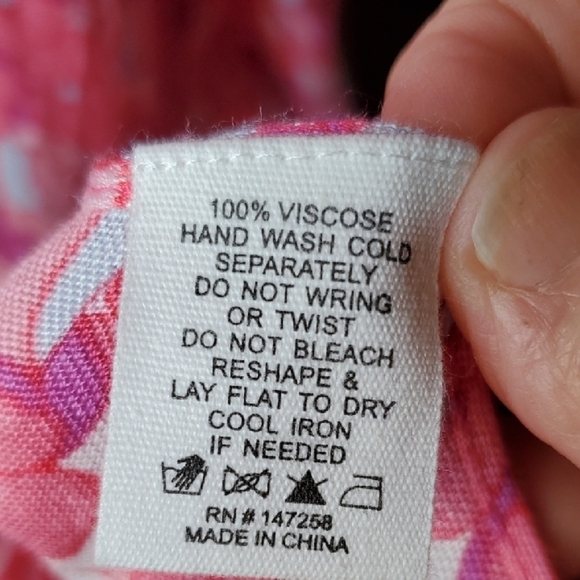 100% VISCOSE
HAND WASH COLD
SEPARATELY
DO NOT WRING
OR TWIST
DO NOT BLEACH
RESHAPE &
LAY FLAT TO DRY
COOL IRON
IF NEEDED
RN # 147258
MADE IN CHINA